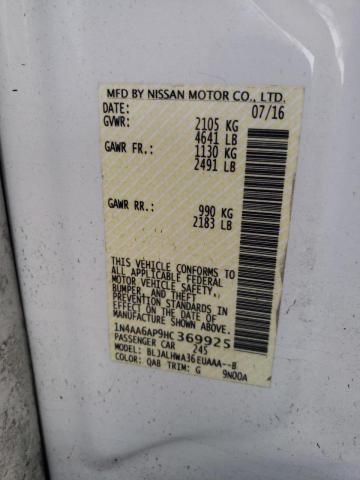 MFD BY NISSAN MOTOR CO., LTD.
DATE: 07/16
GVWR: 2105 KG
4641 LB
GAWR FR.: 1130 KG
2491 LB
GAWR RR.: 990 KG
2183 LB
THIS VEHICLE CONFORMS TO
ALL APPLICABLE FEDERAL
MOTOR VEHICLE SAFETY,
BUMPER, AND THEFT
PREVENTION STANDARDS IN
EFFECT ON THE DATE OF
MANUFACTURE SHOWN ABOVE.
1N4AA6AP9HC 369925
PASSENGER CAR 245
MODEL: BLJALHWA36EUAAA--B
COLOR: QAB TRIM: G 9N00A